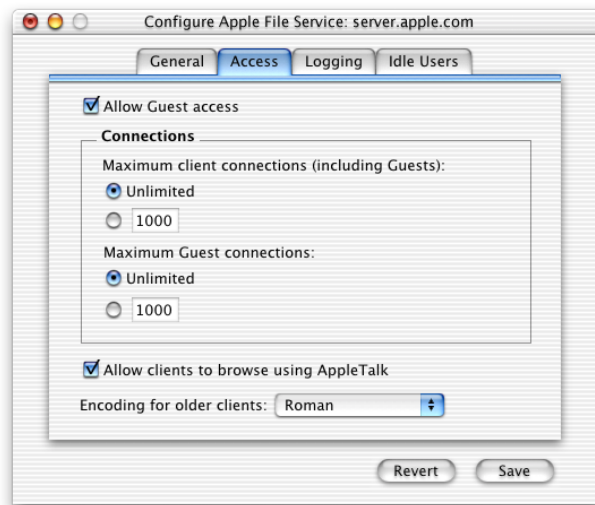 Configure Apple File Service: server.apple.com
General Access Logging Idle Users
Allow Guest access
Connections
Maximum client connections (including Guests):
Unlimited
1000
Maximum Guest connections:
Unlimited
1000
Allow clients to browse using AppleTalk
Encoding for older clients: Roman
Revert Save